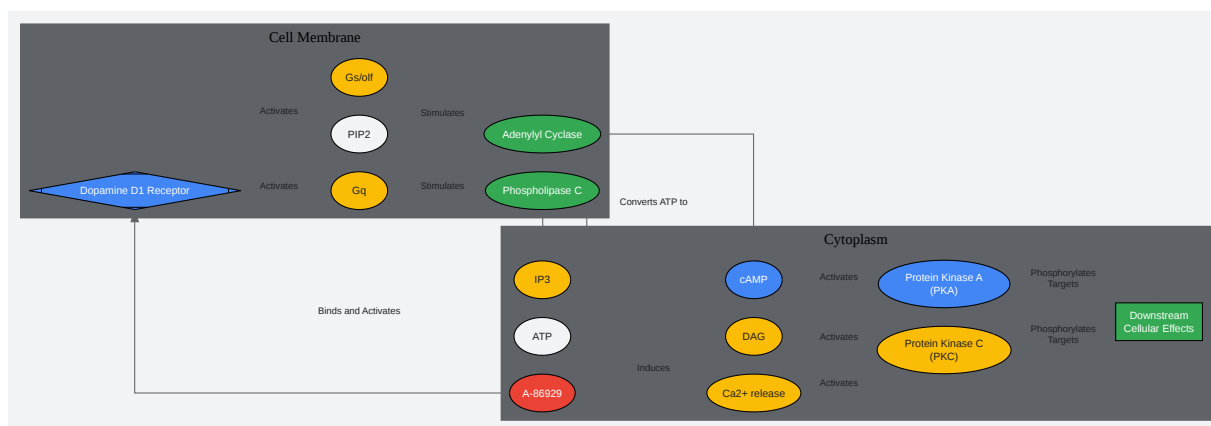 Cell Membrane
Gs/olf
Activates
Stimulates
PIP2
Adenylyl Cyclase
Dopamine D1 Receptor
Activates
Gq
Stimulates
Phospholipase C
Converts ATP to
Cytoplasm
IP3
cAMP
Activates
Protein Kinase A
(PKA)
Phosphorylates
Targets
Binds and Activates
ATP
DAG
Activates
Protein Kinase C
(PKC)
Phosphorylates
Targets
Downstream
Cellular Effects
Induces
A-86929
Ca2+ release
Activates